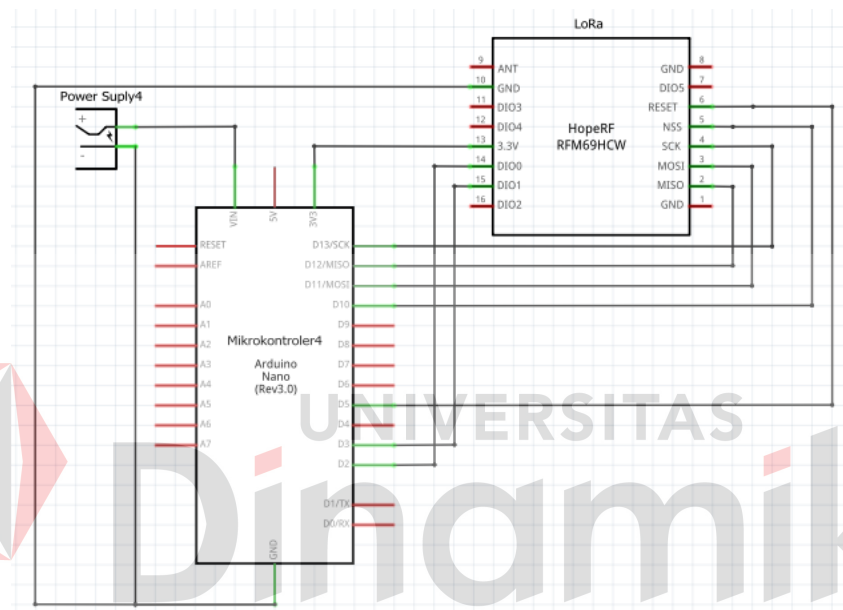 LoRa
Power Suply4
+
-
9 ANT
10 GND
11 DIO3
12 DIO4
13 3.3V
14 DIO0
15 DIO1
16 DIO2
HopeRF
RFM69HCW
GND 8
DIO5 7
RESET 6
NSS 5
SCK 4
MOSI 3
MISO 2
GND 1
VIN
5V
3V3
RESET
AREF
A0
A1
A2
A3
A4
A5
A6
A7
Mikrokontroler4
Arduino
Nano
(Rev3.0)
D13/SCK
D12/MISO
D11/MOSI
D10
D9
D8
D7
D6
D5
D4
D3
D2
D1/TX
D0/RX
GND
UNIVERSITAS
Dinamik